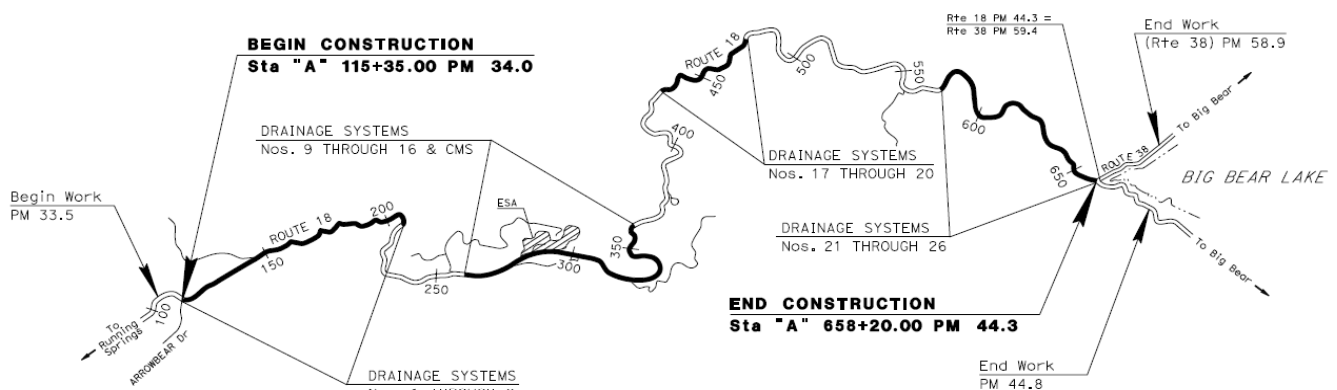 BEGIN CONSTRUCTION
Sta "A" 115+35.00 PM 34.0
DRAINAGE SYSTEMS
Nos. 9 THROUGH 16 & CMS
Begin Work
PM 33.5
To
Running
Springs
ARROWBEAR Dr
100
ROUTE 18
150
200
250
ESA
300
350
400
ROUTE 18
450
500
550
600
650
DRAINAGE SYSTEMS
DRAINAGE SYSTEMS
Nos. 17 THROUGH 20
DRAINAGE SYSTEMS
Nos. 21 THROUGH 26
Rte 18 PM 44.3 =
Rte 38 PM 59.4
End Work
(Rte 38) PM 58.9
To Big Bear
ROUTE 38
BIG BEAR LAKE
To Big Bear
END CONSTRUCTION
Sta "A" 658+20.00 PM 44.3
End Work
PM 44.8